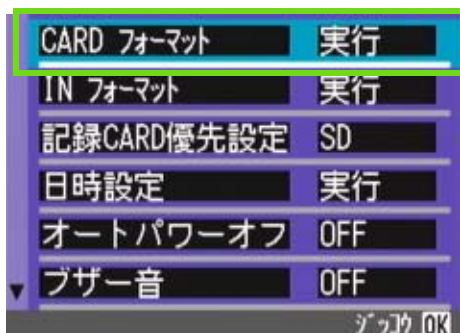 CARD フォーマット 実行
IN フォーマット 実行
記録CARD優先設定 SD
日時設定 実行
オートパワーオフ OFF
ブザー音 OFF
ジッコウ OK